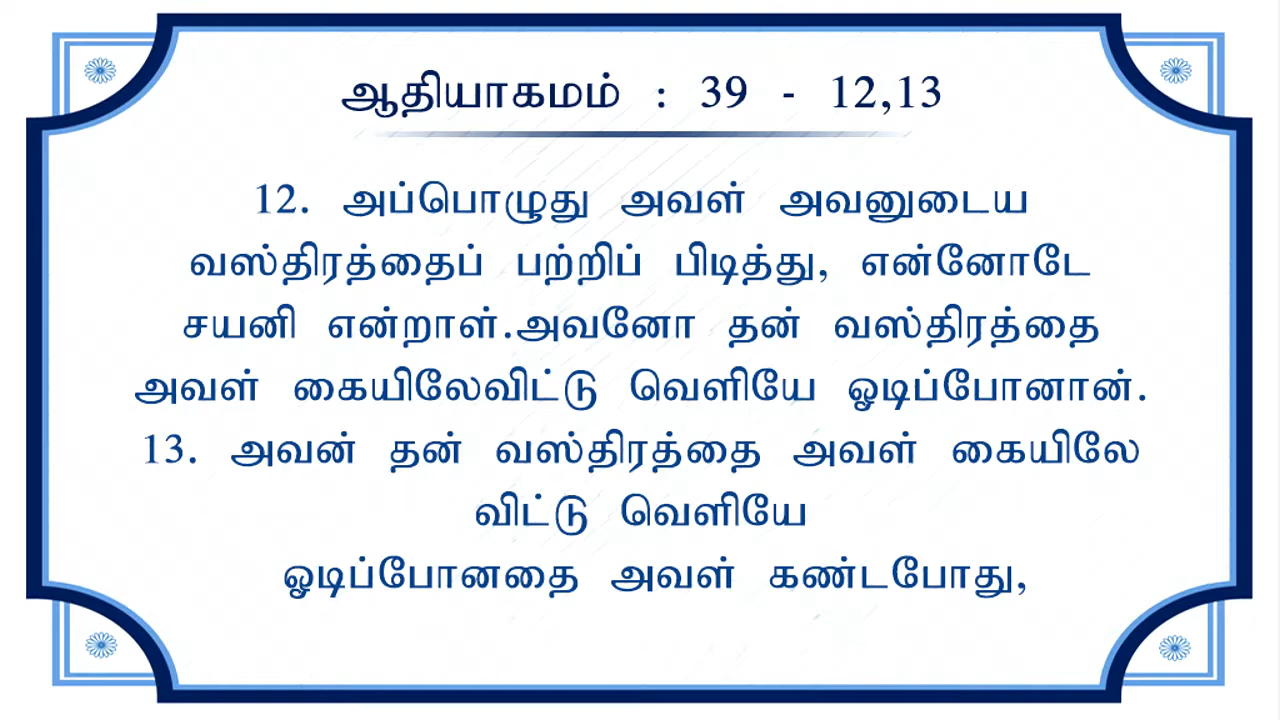 ஆதியாகமம் : 39 - 12,13
12. அப்பொழுது அவள் அவனுடைய
வஸ்திரத்தைப் பற்றிப் பிடித்து, என்னோடே
சயனி என்றாள்.அவனோ தன் வஸ்திரத்தை
அவள் கையிலேவிட்டு வெளியே ஓடிப்போனான்.
13. அவன் தன் வஸ்திரத்தை அவள் கையிலே
விட்டு வெளியே
ஓடிப்போனதை அவள் கண்டபோது,